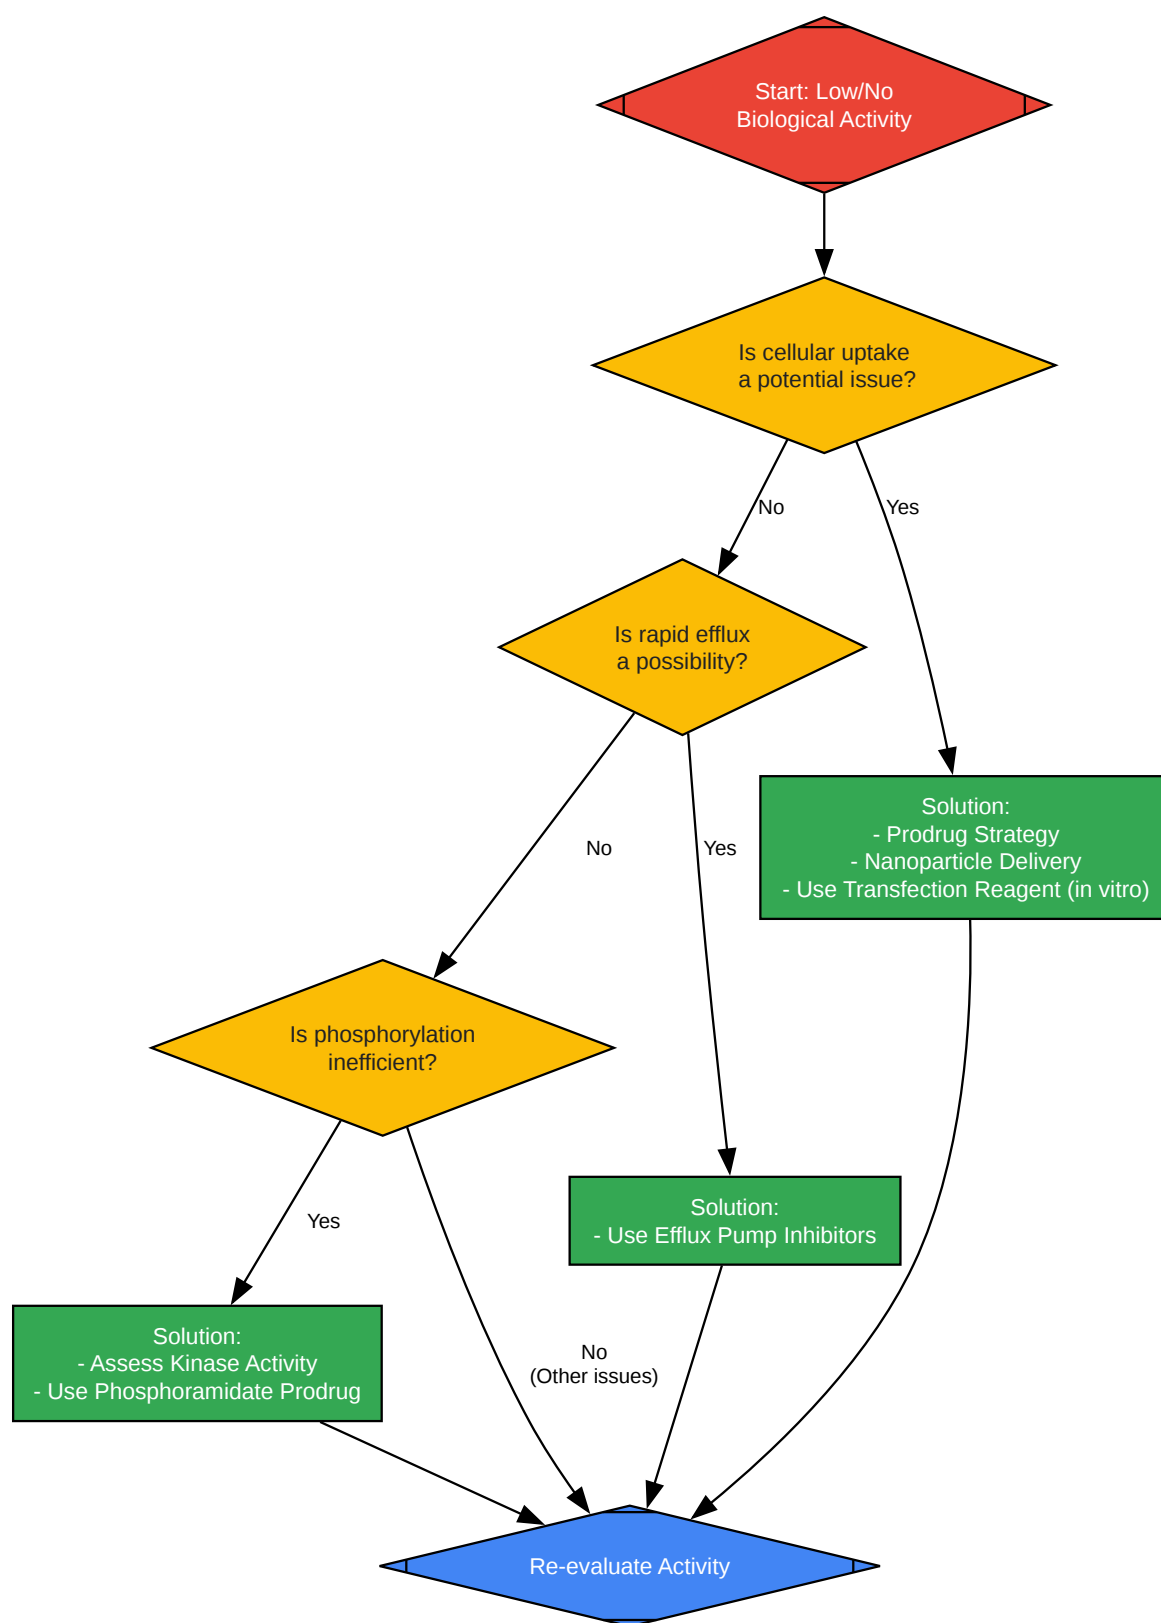 Start: Low/No
Biological Activity
Is cellular uptake
a potential issue?
No
Yes
Is rapid efflux
a possibility?
No
Yes
Solution:
- Prodrug Strategy
- Nanoparticle Delivery
- Use Transfection Reagent (in vitro)
Is phosphorylation
inefficient?
Yes
Solution:
- Use Efflux Pump Inhibitors
Solution:
- Assess Kinase Activity
- Use Phosphoramidate Prodrug
No
(Other issues)
Re-evaluate Activity